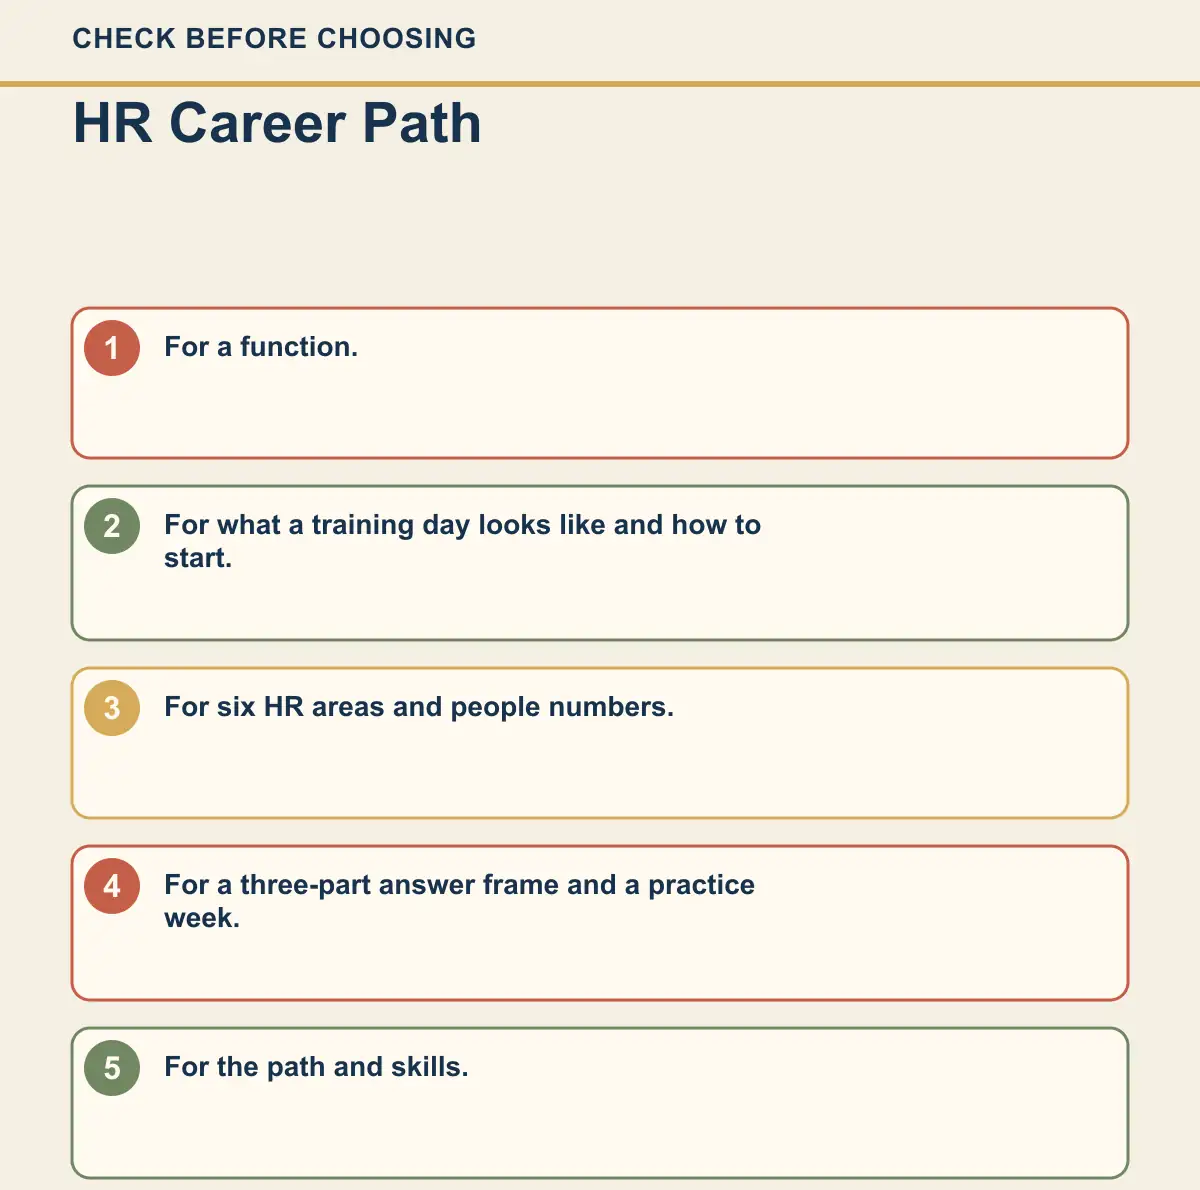 CHECK BEFORE CHOOSING
HR Career Path
1
For a function.
2
For what a training day looks like and how to
start.
3
For six HR areas and people numbers.
4
For a three-part answer frame and a practice
week.
5
For the path and skills.